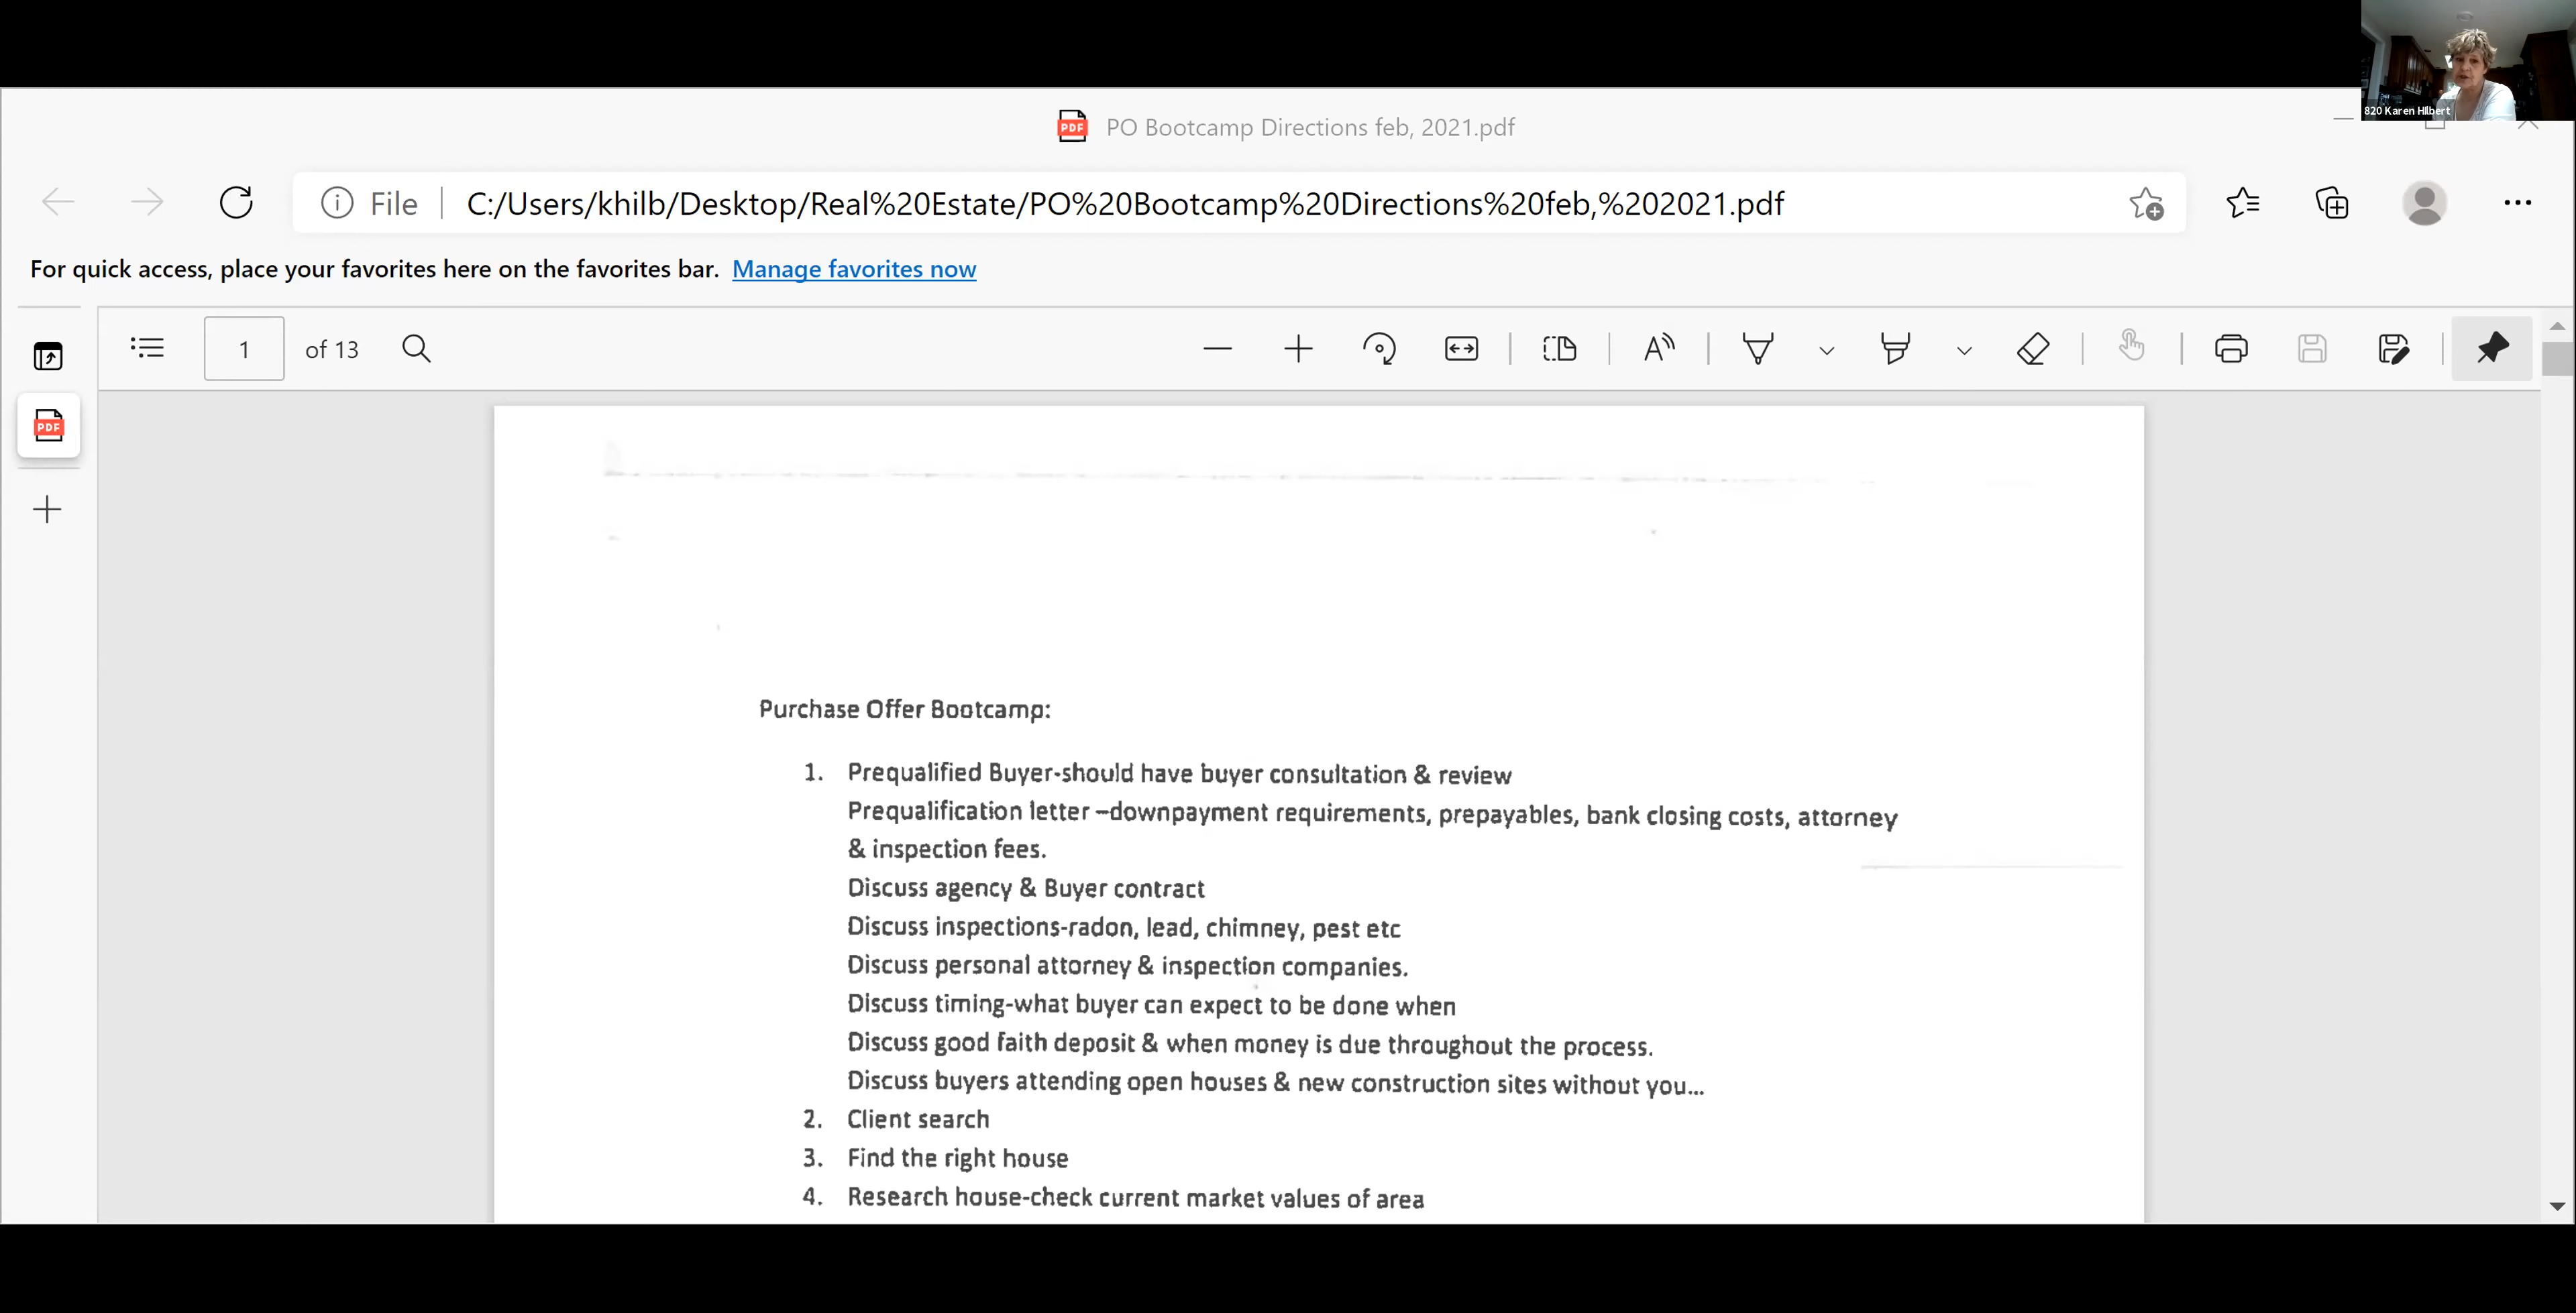 820 Karen Hilbert
PDF PO Bootcamp Directions feb, 2021.pdf
File C:/Users/khilb/Desktop/Real%20Estate/PO%20Bootcamp%20Directions%20feb,%202021.pdf
For quick access, place your favorites here on the favorites bar. Manage favorites now
1 of 13
PDF
Purchase Offer Bootcamp:
1. Prequalified Buyer-should have buyer consultation & review
Prequalification letter –downpayment requirements, prepayables, bank closing costs, attorney
& inspection fees.
Discuss agency & Buyer contract
Discuss inspections-radon, lead, chimney, pest etc
Discuss personal attorney & inspection companies.
Discuss timing-what buyer can expect to be done when
Discuss good faith deposit & when money is due throughout the process.
Discuss buyers attending open houses & new construction sites without you...
2. Client search
3. Find the right house
4. Research house-check current market values of area